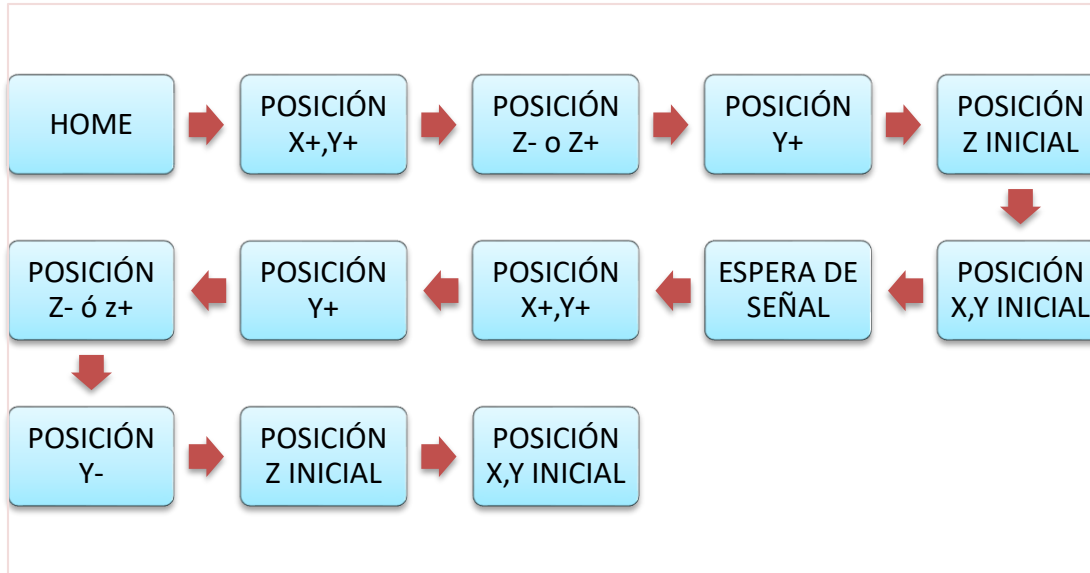 HOME
POSICIÓN
X+,Y+
POSICIÓN
Z- o Z+
POSICIÓN
Y+
POSICIÓN
Z INICIAL
POSICIÓN
X,Y INICIAL
ESPERA DE
SEÑAL
POSICIÓN
X+,Y+
POSICIÓN
Y+
POSICIÓN
Z- ó z+
POSICIÓN
Y-
POSICIÓN
Z INICIAL
POSICIÓN
X,Y INICIAL